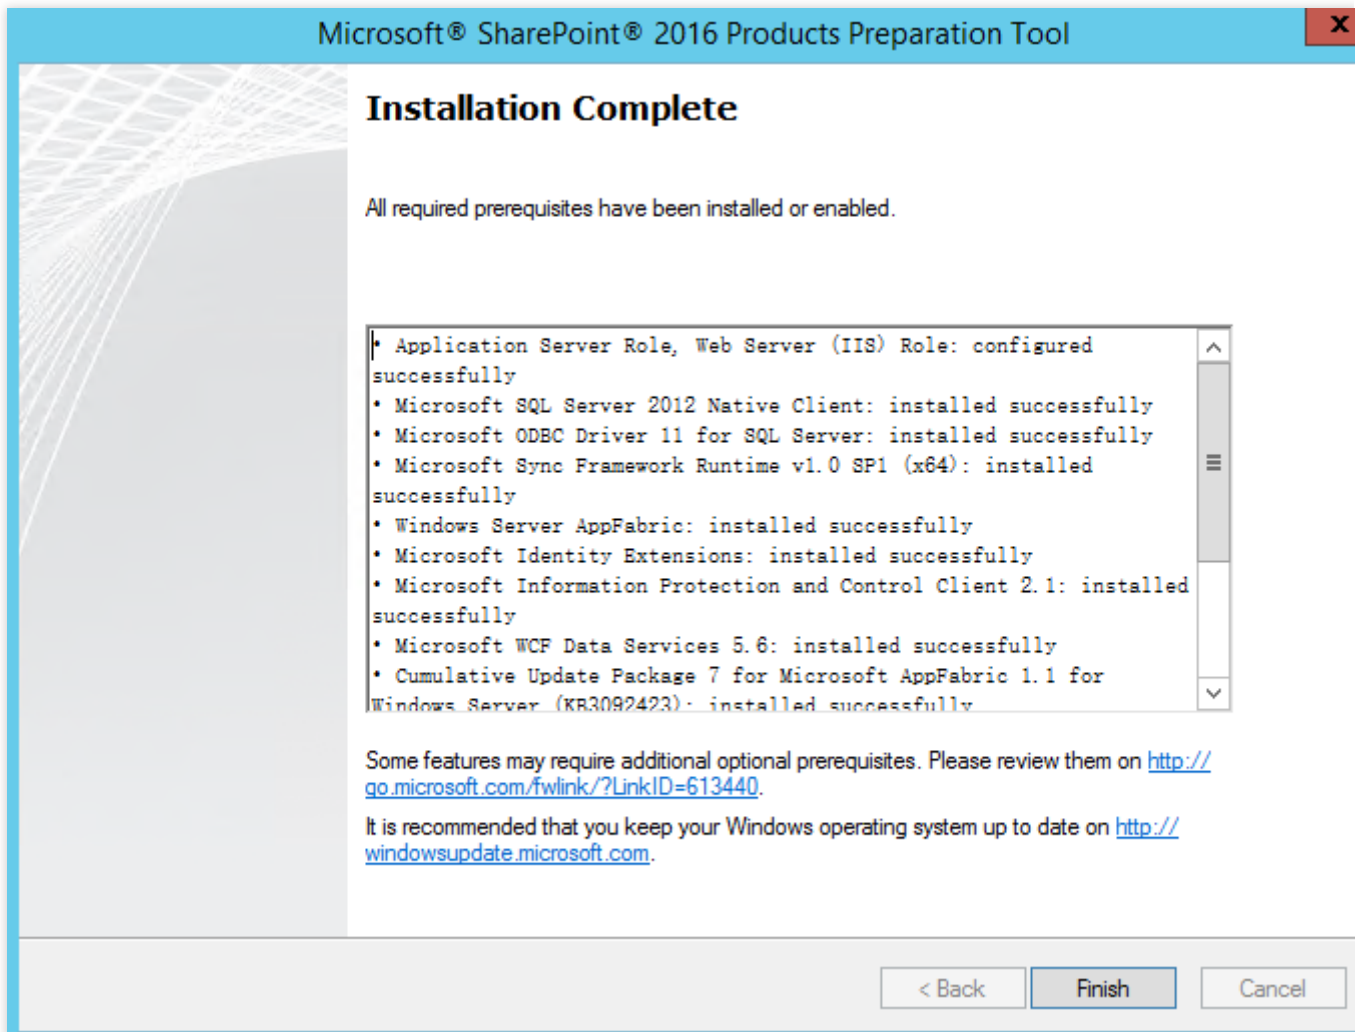 Microsoft® SharePoint® 2016 Products Preparation Tool
x
Installation Complete
All required prerequisites have been installed or enabled.
• Application Server Role, Web Server (IIS) Role: configured
successfully
• Microsoft SQL Server 2012 Native Client: installed successfully
• Microsoft ODBC Driver 11 for SQL Server: installed successfully
• Microsoft Sync Framework Runtime v1.0 SP1 (x64): installed
successfully
• Windows Server AppFabric: installed successfully
• Microsoft Identity Extensions: installed successfully
• Microsoft Information Protection and Control Client 2.1: installed
successfully
• Microsoft WCF Data Services 5.6: installed successfully
• Cumulative Update Package 7 for Microsoft AppFabric 1.1 for
Windows Server (KB3092423): installed successfully
Some features may require additional optional prerequisites. Please review them on http://
go.microsoft.com/fwlink/?LinkID=613440.
It is recommended that you keep your Windows operating system up to date on http://
windowsupdate.microsoft.com.
< Back
Finish
Cancel